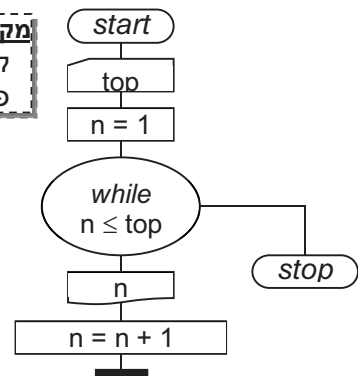 start
top
n = 1
while
n ≤ top
stop
n
n = n + 1